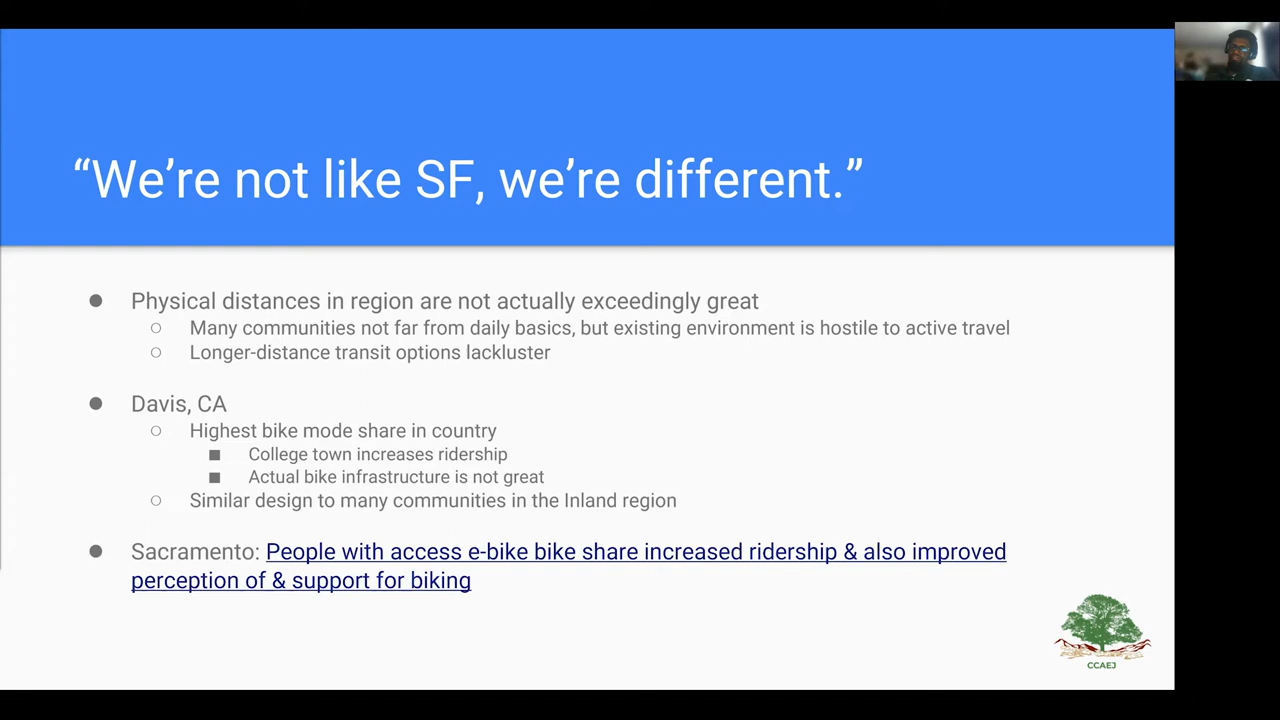 “We’re not like SF, we’re different.”
Physical distances in region are not actually exceedingly great
Many communities not far from daily basics, but existing environment is hostile to active travel
Longer-distance transit options lackluster
Davis, CA
Highest bike mode share in country
College town increases ridership
Actual bike infrastructure is not great
Similar design to many communities in the Inland region
Sacramento: People with access e-bike bike share increased ridership & also improved
perception of & support for biking
CCAEJ